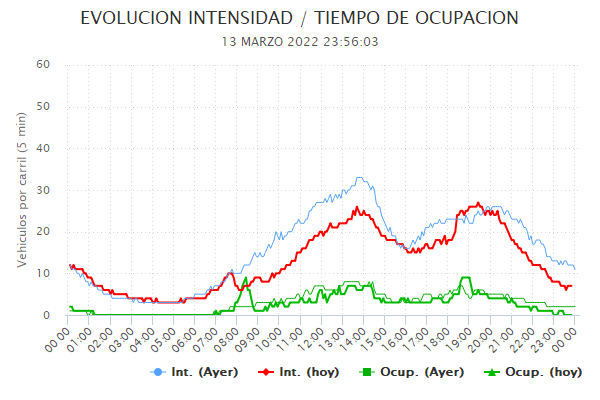 EVOLUCION INTENSIDAD / TIEMPO DE OCUPACION
13 MARZO 2022 23:56:03
Vehiculos por carril (5 min)
60
50
40
30
20
10
0
00:00 01:00 02:00 03:00 04:00 05:00 06:00 07:00 08:00 09:00 10:00 11:00 12:00 13:00 14:00 15:00 16:00 17:00 18:00 19:00 20:00 21:00 22:00 23:00 00:00
Int. (Ayer) Int. (hoy) Ocup. (Ayer) Ocup. (hoy)